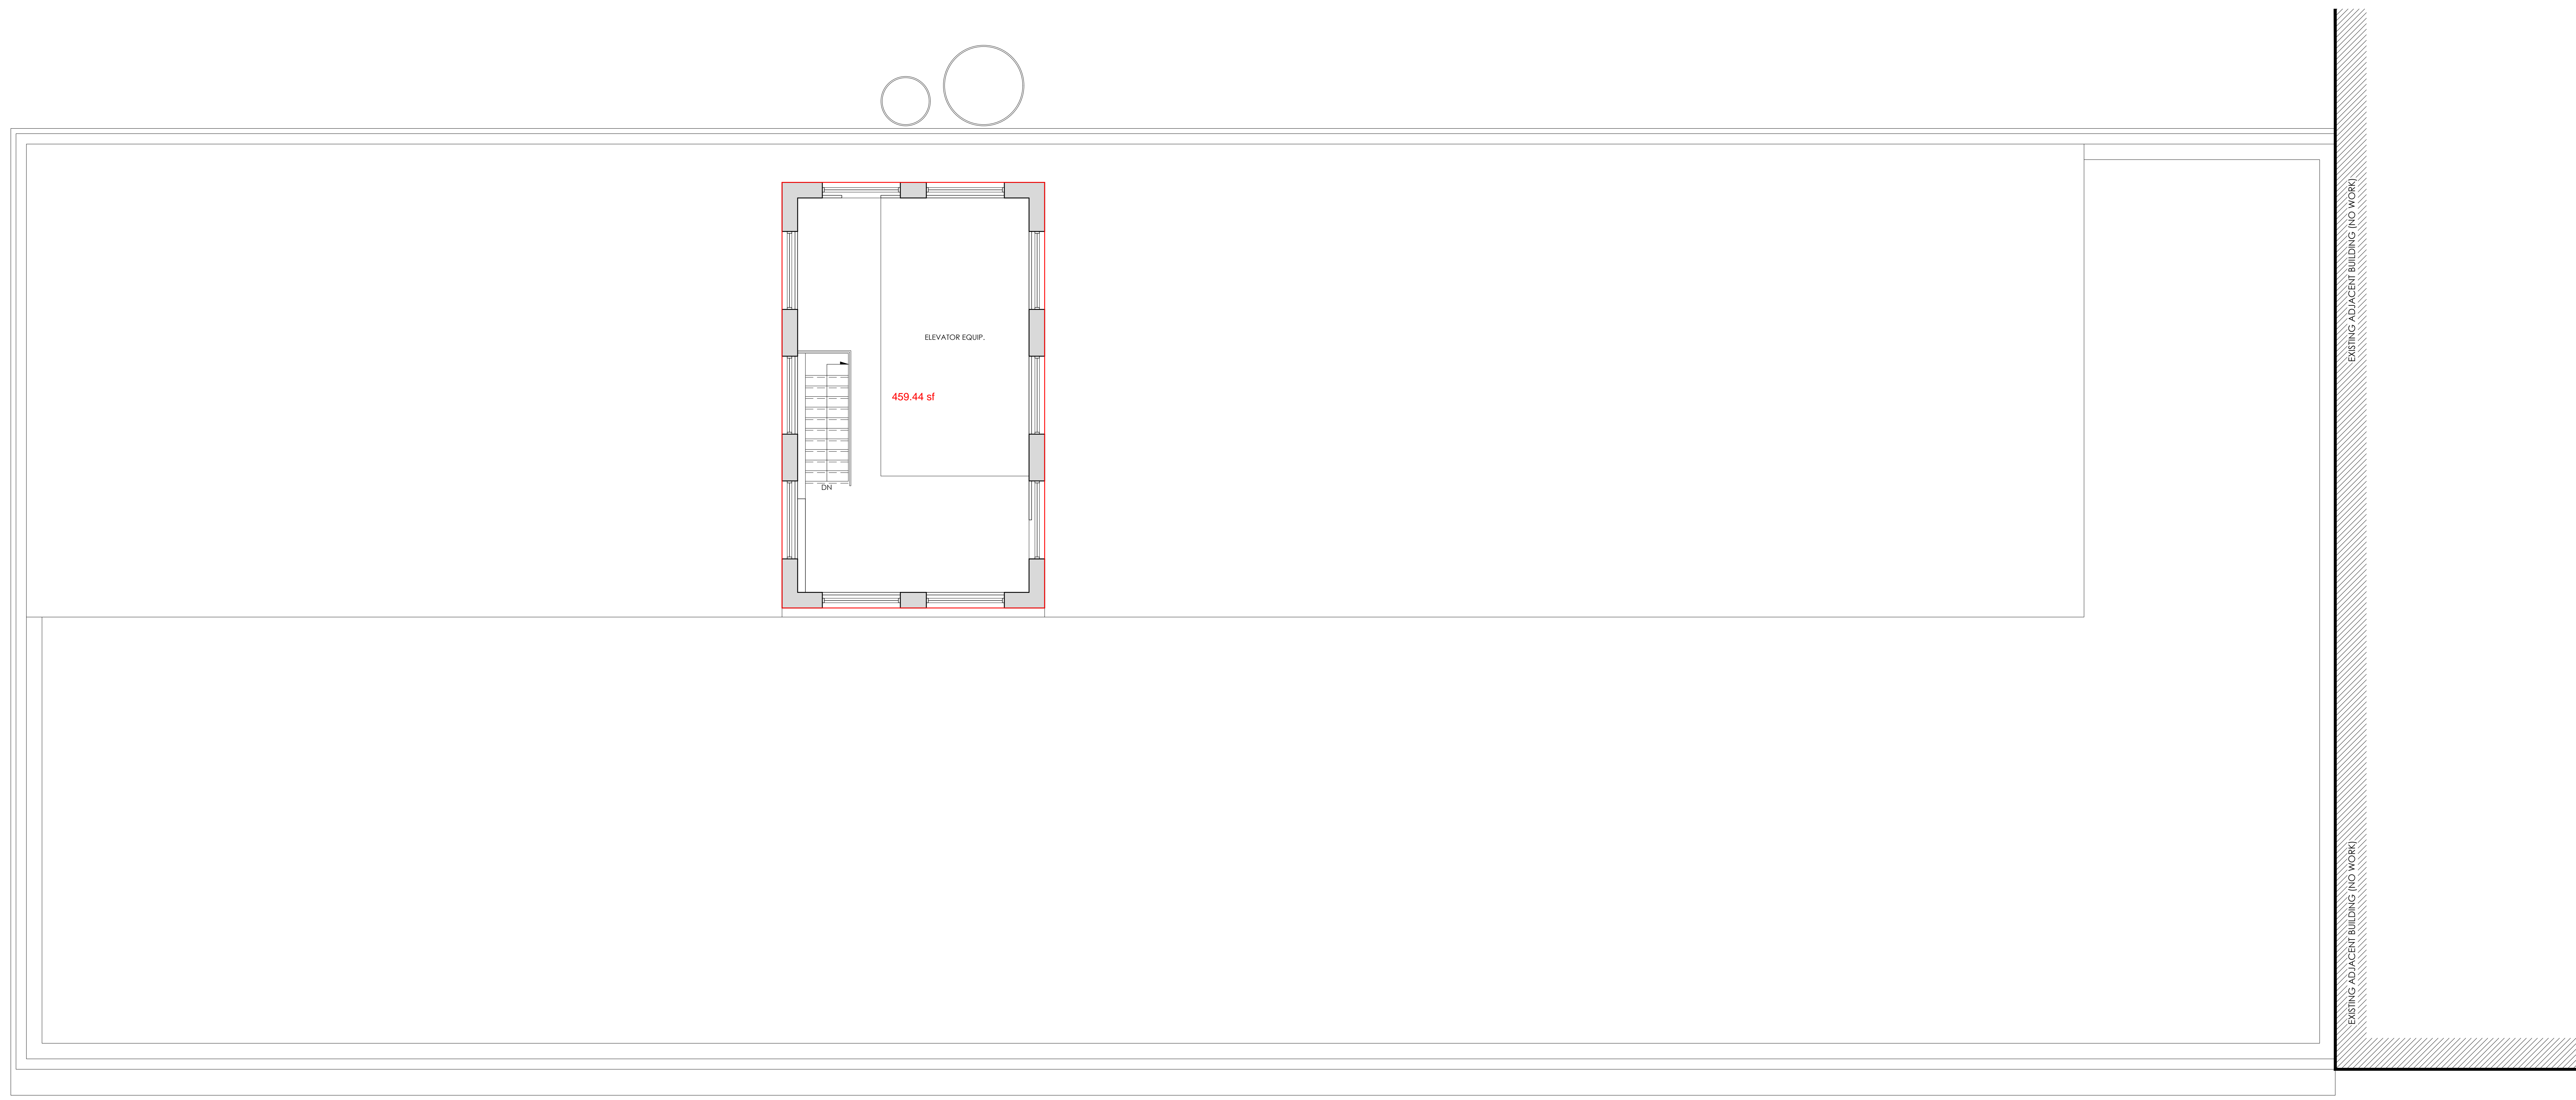 EXISTING ADJACENT BUILDING (NO WORK)
ELEVATOR EQUIP.
459.44 sf
DN
EXISTING ADJACENT BUILDING (NO WORK)